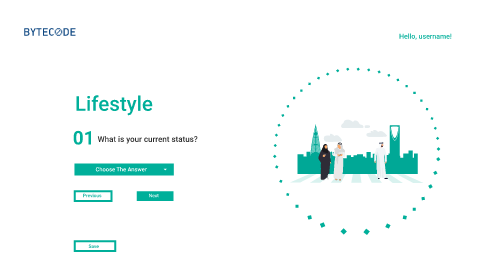 BYTECODE
Hello, username!
Lifestyle
01 What is your current status?
Choose The Answer
Previous
Next
Save